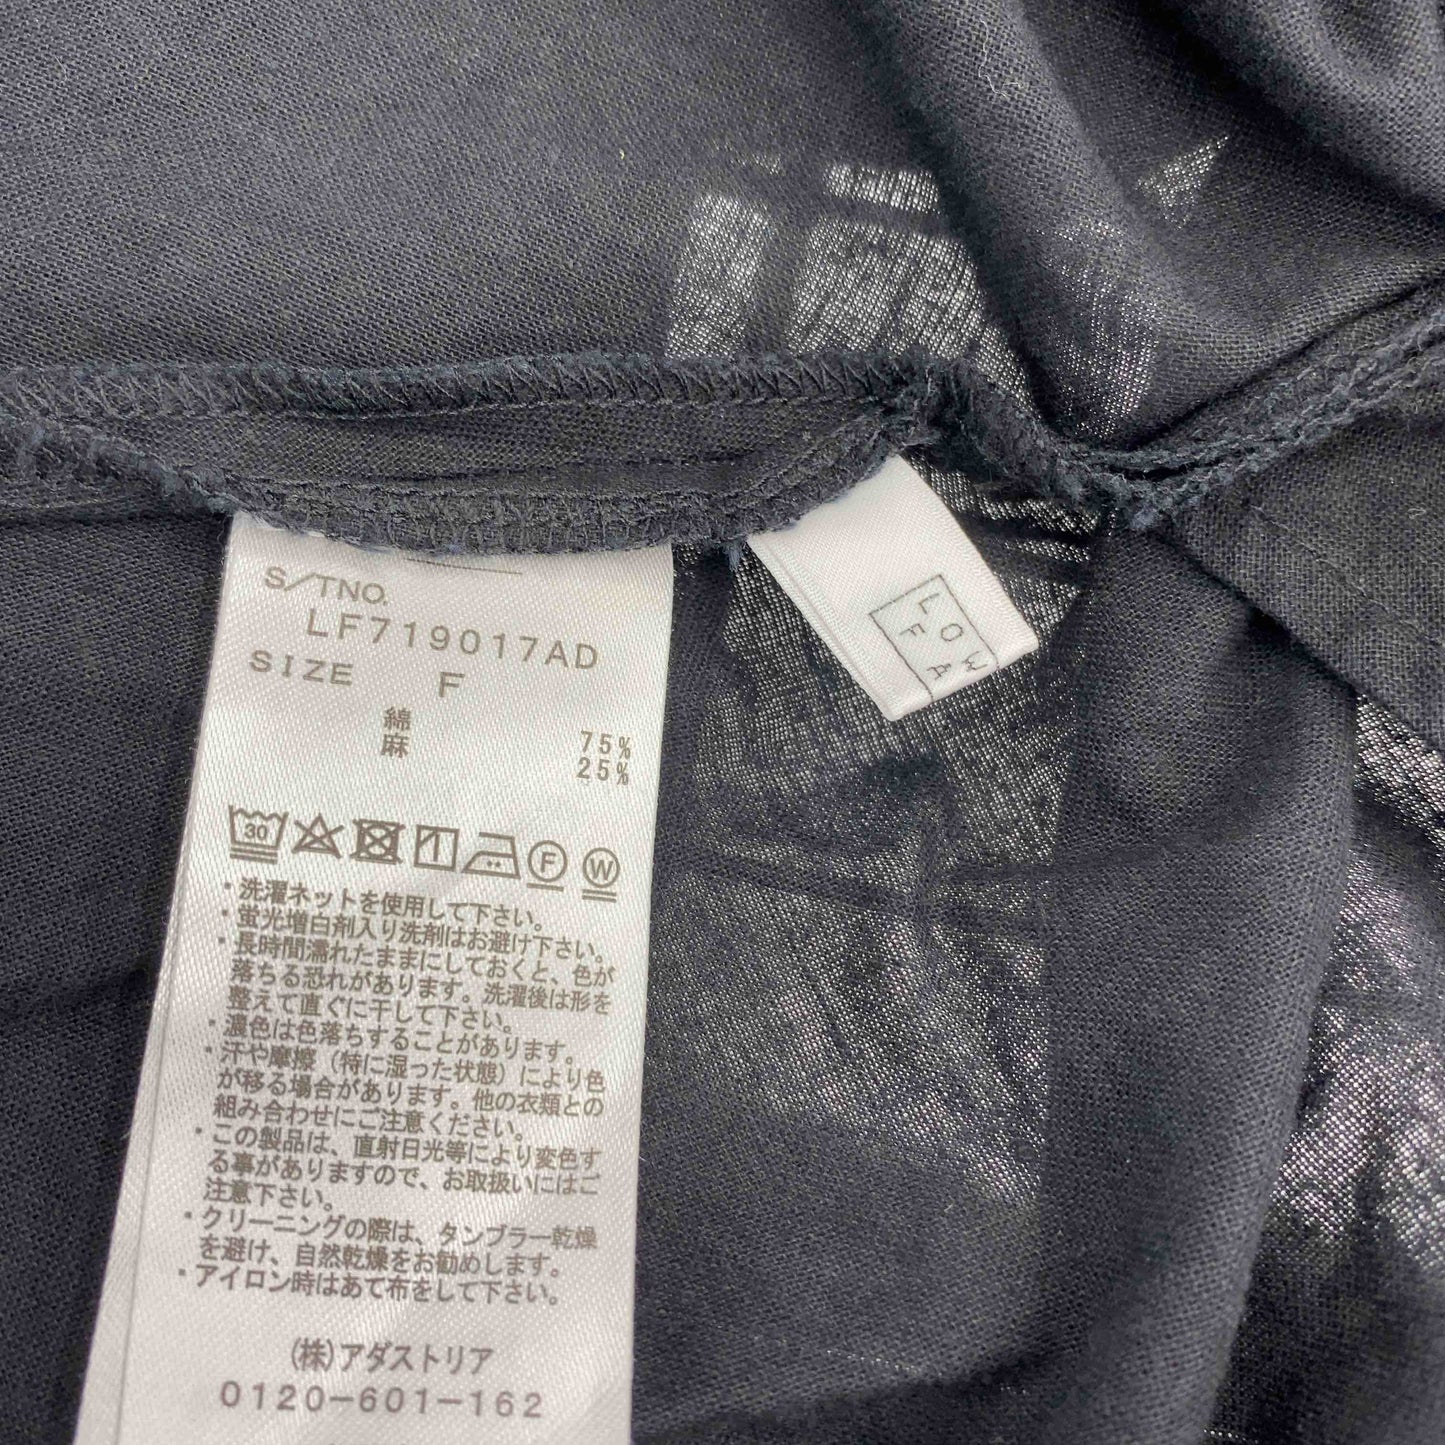 S/TNO.
LF719017AD
SIZE F
綿 75%
麻 25%
30 F W
・洗濯ネットを使用して下さい。
・蛍光増白剤入り洗剤はお避け下さい。
・長時間濡れたままにしておくと、色が
落ちる恐れがあります。洗濯後は形を
整えて直ぐに干して下さい。
・濃色は色落ちすることがあります。
・汗や摩擦（特に湿った状態）により色
が移る場合があります。他の衣類との
組み合わせにご注意ください。
・この製品は、直射日光等により変色す
る事がありますので、お取扱いにはご
注意下さい。
・クリーニングの際は、タンブラー乾燥
を避け、自然乾燥をお勧めします。
・アイロン時はあて布をして下さい。
(株)アダストリア
0120-601-162
LOW
FA